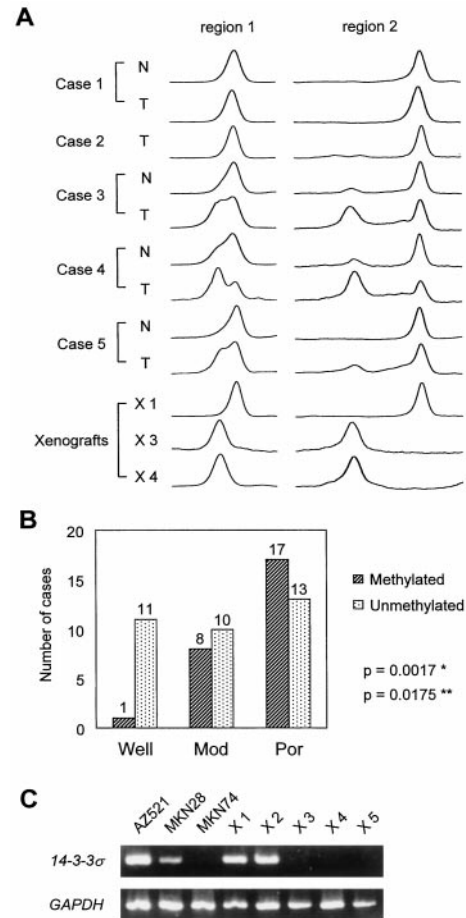 A
region 1 region 2
Case 1
N
T
Case 2 T
Case 3
N
T
Case 4
N
T
Case 5
N
T
Xenografts
X 1
X 3
X 4
B
Number of cases
20
15
10
5
0
1 11 8 10 17 13
Well Mod Por
Methylated
Unmethylated
p = 0.0017 *
p = 0.0175 **
C
AZ521 MKN28 MKN74 X 1 X 2 X 3 X 4 X 5
14-3-3σ
GAPDH